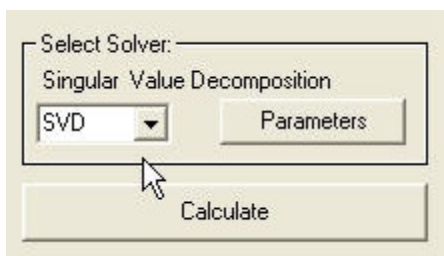 Select Solver:
Singular Value Decomposition
SVD Parameters
Calculate